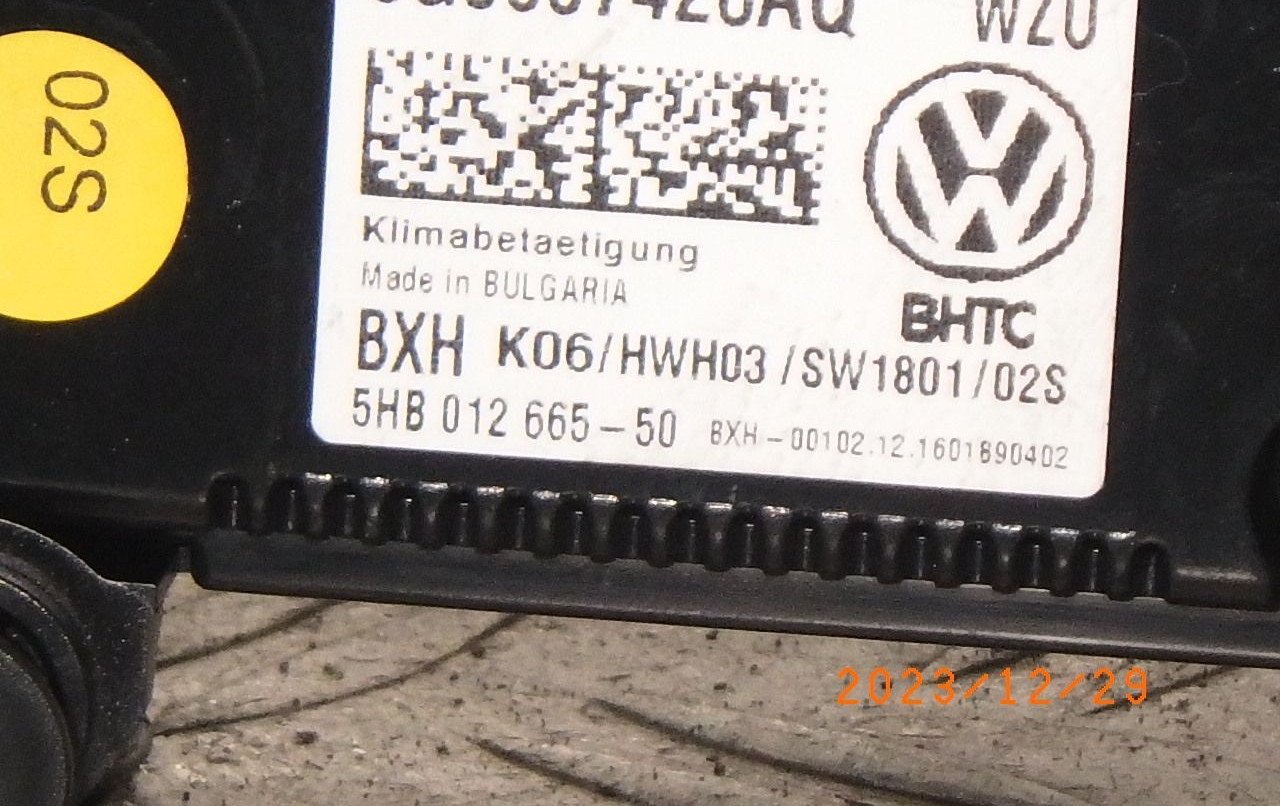 02S
WZU
Klimabetaetigung
Made in BULGARIA
BHTC
BXH K06/HWH03/SW1801/02S
5HB 012 665-50 BXH-00102.12.1601890402
2023/12/29